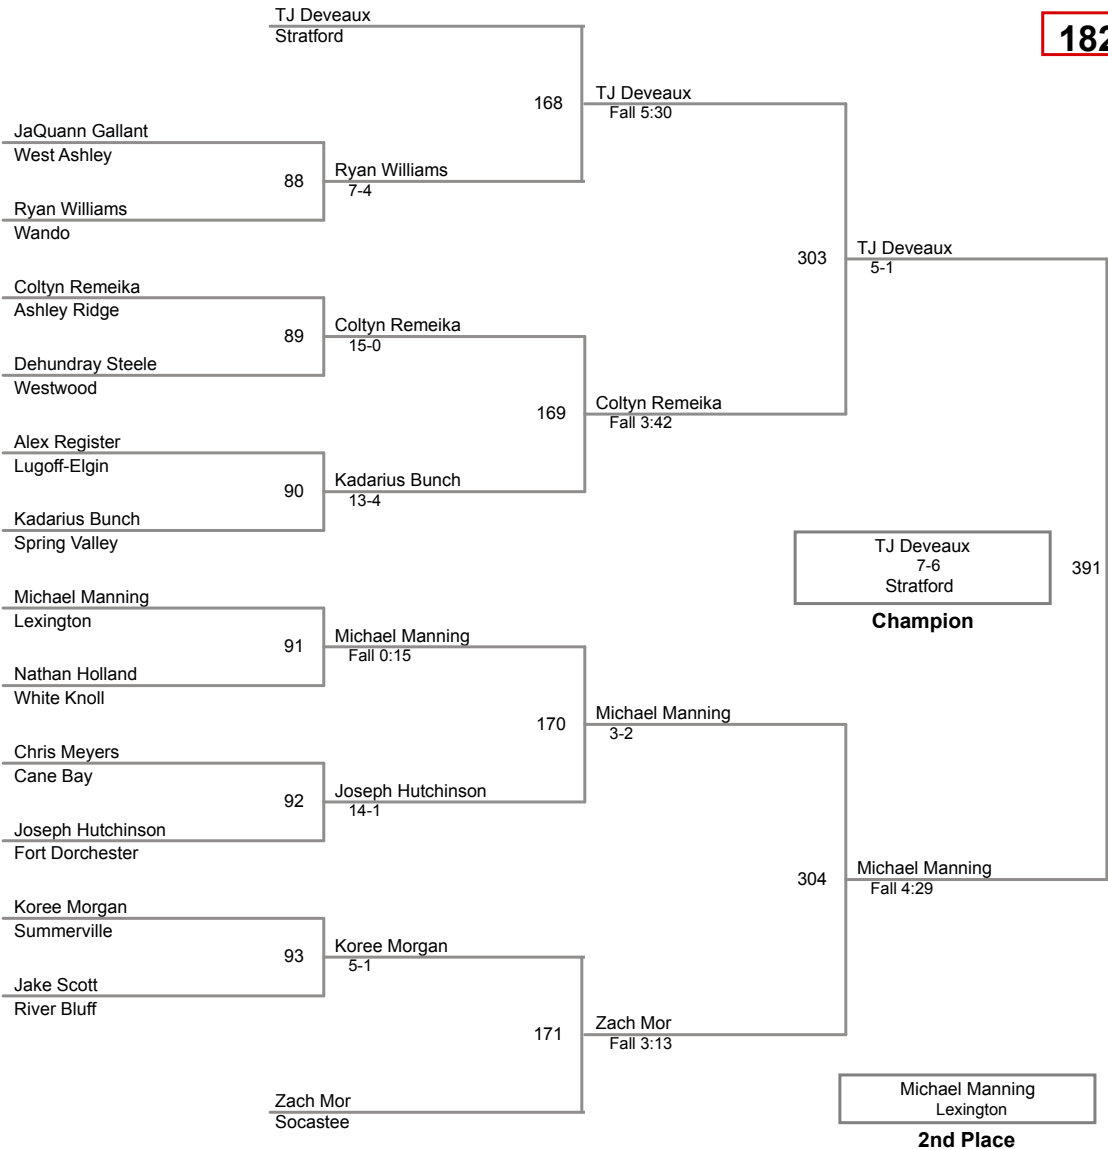 TJ Deveaux
Stratford
182
168
TJ Deveaux
Fall 5:30
JaQuann Gallant
West Ashley
88
Ryan Williams
7-4
Ryan Williams
Wando
303
TJ Deveaux
5-1
Coltyn Remeika
Ashley Ridge
89
Coltyn Remeika
15-0
Dehundray Steele
Westwood
169
Coltyn Remeika
Fall 3:42
Alex Register
Lugoff-Elgin
90
Kadarius Bunch
13-4
Kadarius Bunch
Spring Valley
TJ Deveaux
7-6
Stratford
391
Champion
Michael Manning
Lexington
91
Michael Manning
Fall 0:15
Nathan Holland
White Knoll
170
Michael Manning
3-2
Chris Meyers
Cane Bay
92
Joseph Hutchinson
14-1
Joseph Hutchinson
Fort Dorchester
304
Michael Manning
Fall 4:29
Koree Morgan
Summerville
93
Koree Morgan
5-1
Jake Scott
River Bluff
171
Zach Mor
Fall 3:13
Zach Mor
Socastee
Michael Manning
Lexington
2nd Place